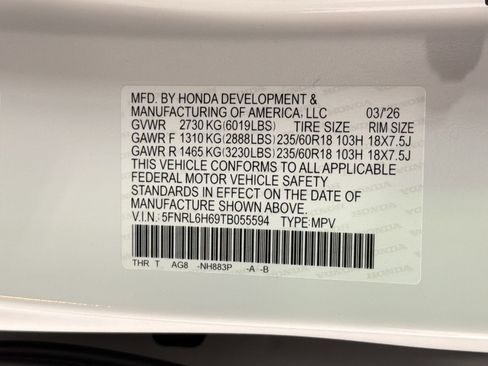 MFD. BY HONDA DEVELOPMENT &
MANUFACTURING OF AMERICA, LLC 03/'26
GVWR 2730 KG (6019LBS) TIRE SIZE RIM SIZE
GAWR F 1310 KG (2888LBS) 235/60R18 103H 18X7.5J
GAWR R 1465 KG (3230LBS) 235/60R18 103H 18X7.5J
THIS VEHICLE CONFORMS TO ALL APPLICABLE
FEDERAL MOTOR VEHICLE SAFETY
STANDARDS IN EFFECT ON THE DATE OF
MANUFACTURE SHOWN ABOVE.
V.I.N: 5FNRL6H69TB055594 TYPE: MPV
THR T AG8 -NH883P -A -B